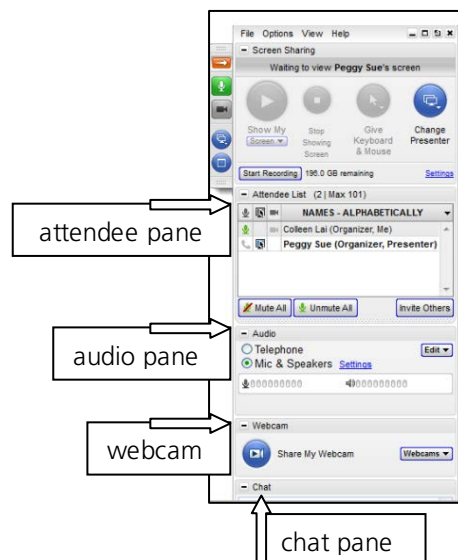 File Options View Help
Screen Sharing
Waiting to view Peggy Sue's screen
Show My Screen
Stop Showing Screen
Give Keyboard & Mouse
Change Presenter
Start Recording 196.0 GB remaining Settings
Attendee List (2 | Max 101)
NAMES - ALPHABETICALLY
attendee pane
Colleen Lai (Organizer, Me)
Peggy Sue (Organizer, Presenter)
Mute All Unmute All Invite Others
Audio
audio pane
Telephone Edit
Mic & Speakers Settings
Webcam
webcam
Share My Webcam Webcams
Chat
chat pane